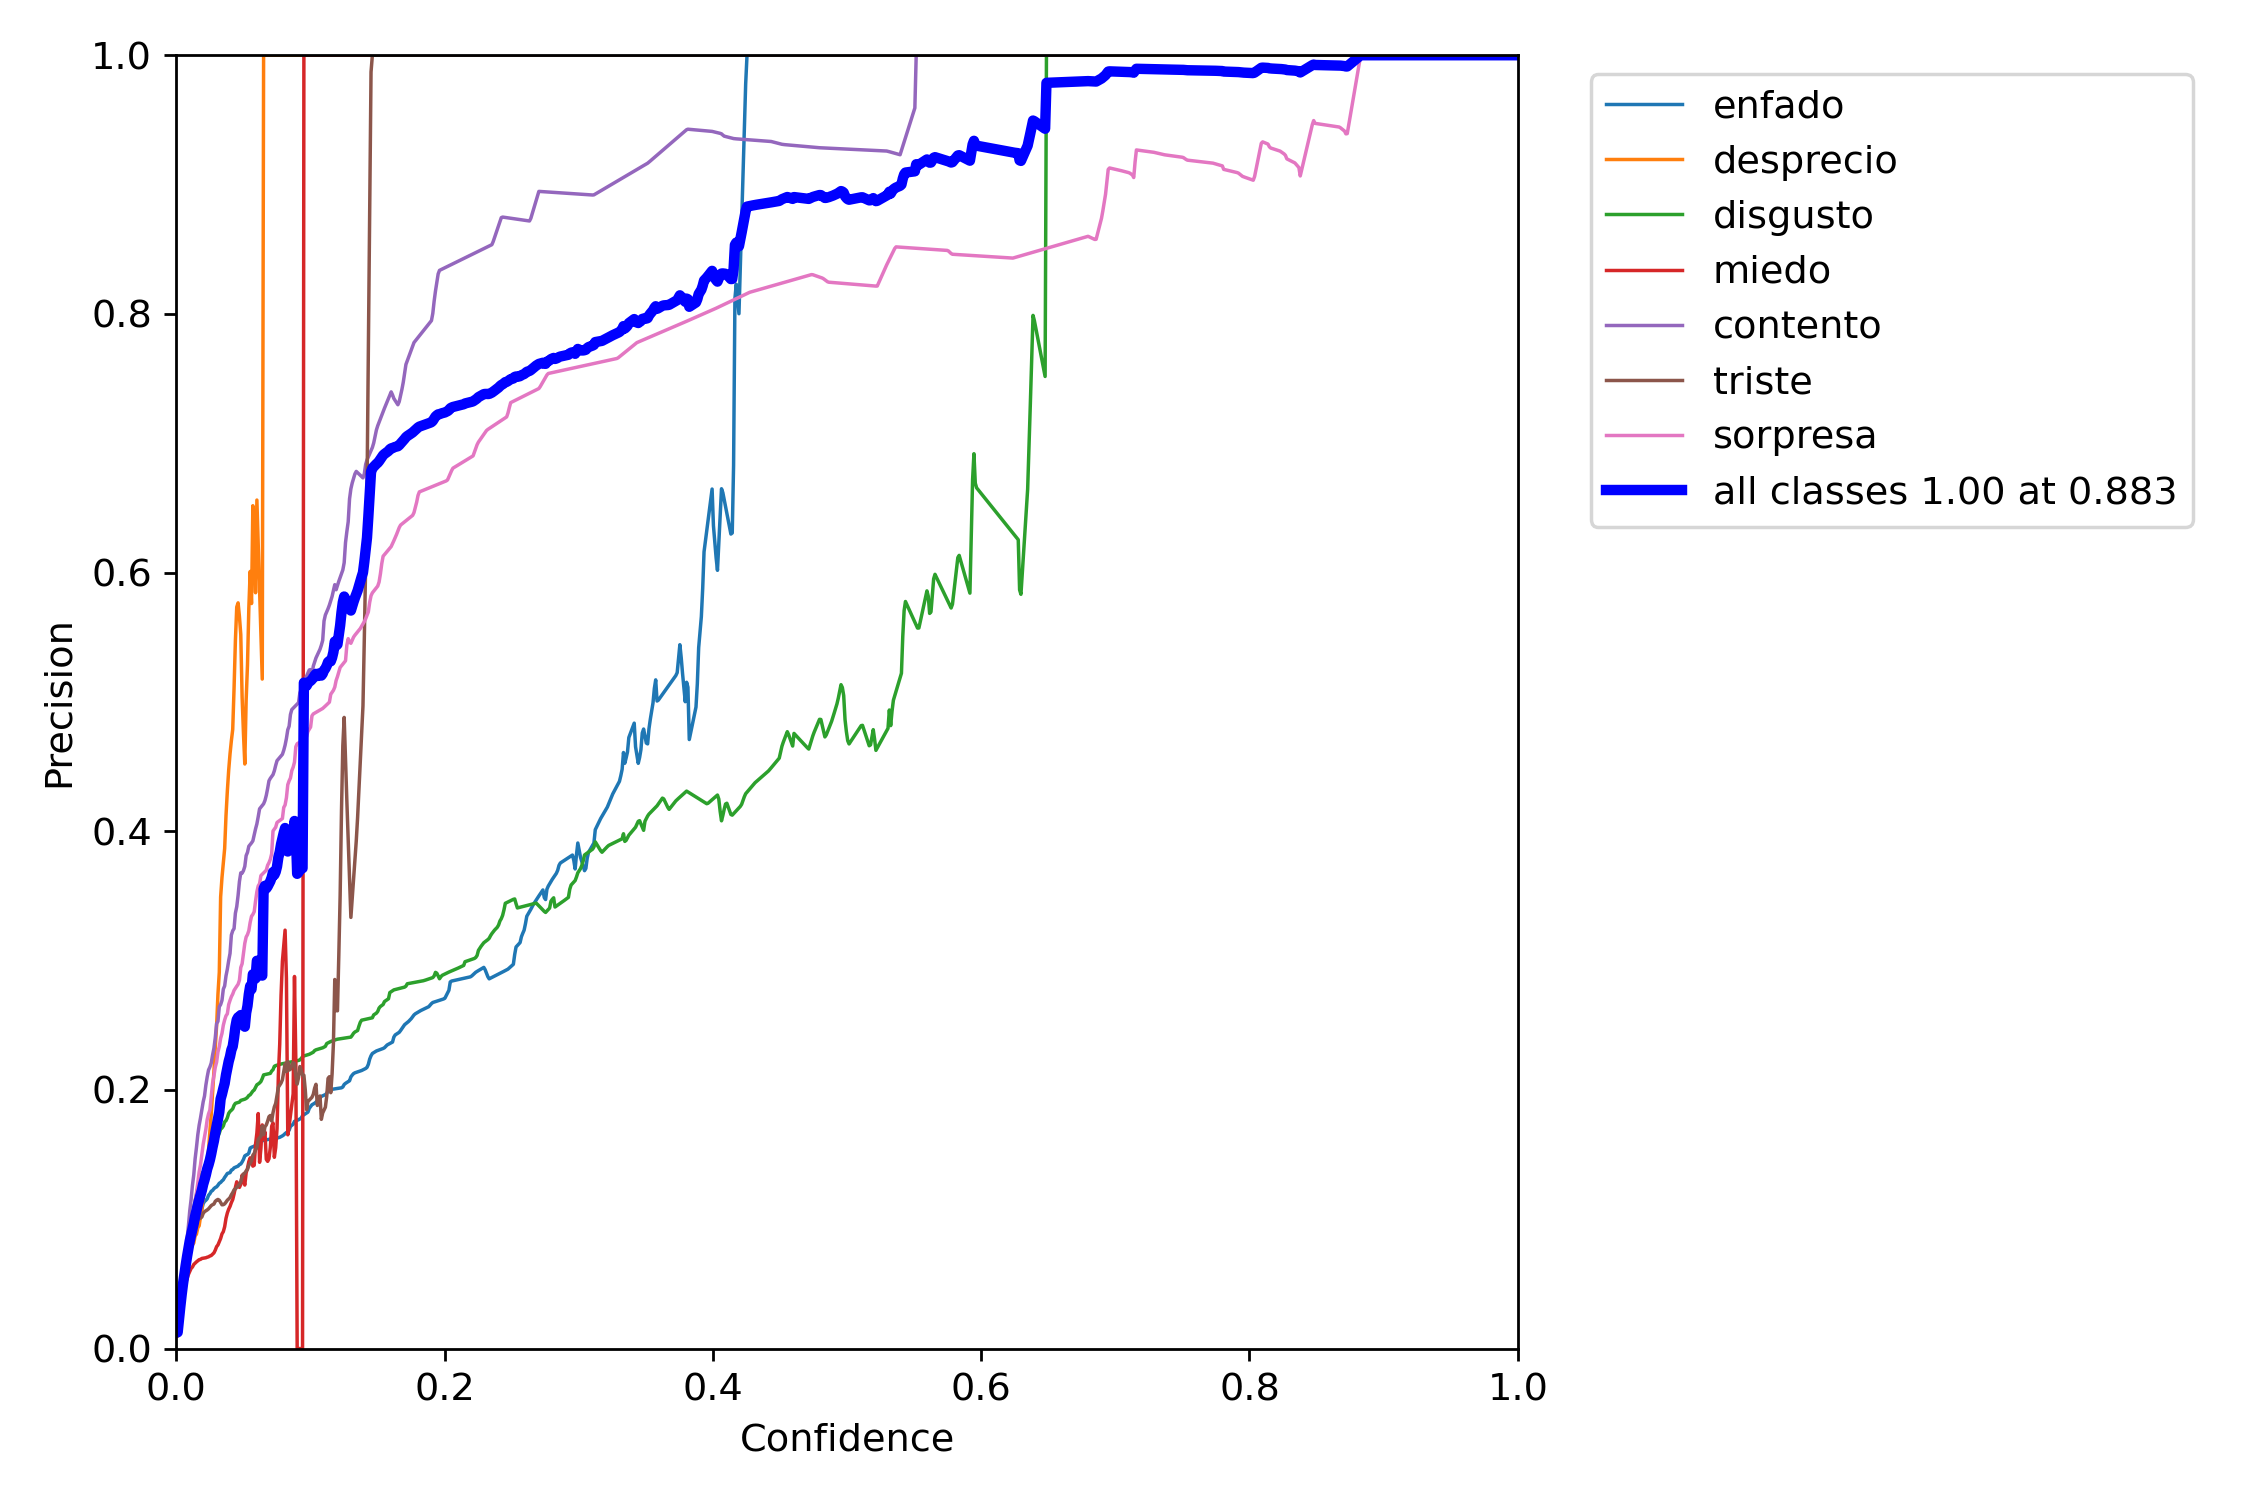 1.0
0.8
0.6
0.4
0.2
0.0
Precision
0.0 0.2 0.4 0.6 0.8 1.0
Confidence
enfado
desprecio
disgusto
miedo
contento
triste
sorpresa
all classes 1.00 at 0.883